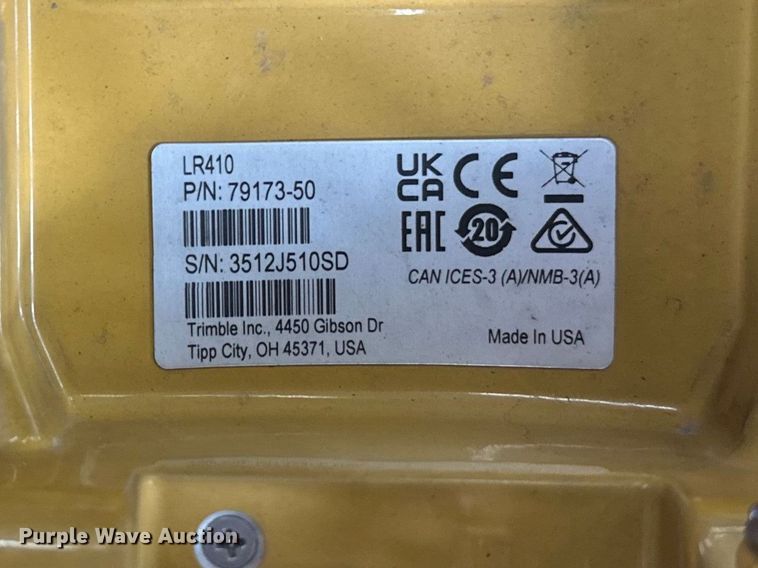 LR410
P/N: 79173-50
S/N: 3512J510SD
Trimble Inc., 4450 Gibson Dr
Tipp City, OH 45371, USA
UK
CA
CE
EAC
20
CAN ICES-3 (A)/NMB-3(A)
Made In USA
Purple Wave Auction